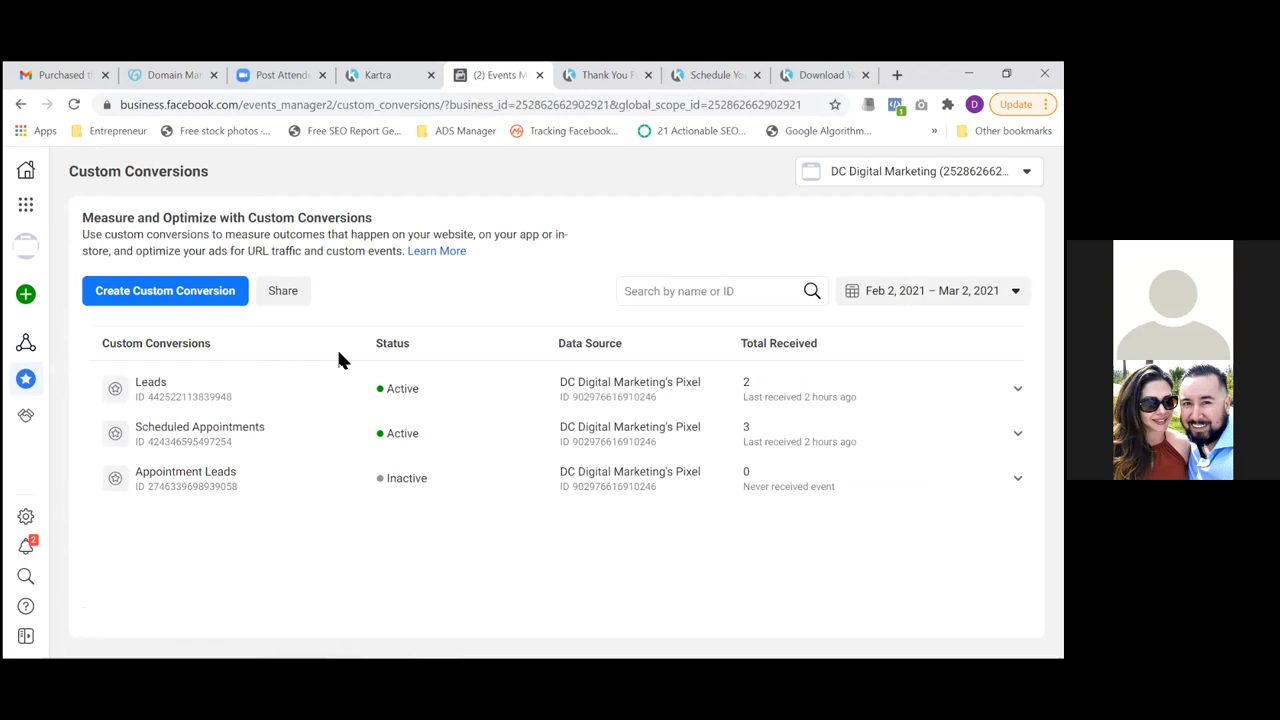 Purchased t
Domain Mar
Post Attende
Kartra
(2) Events M
Thank You F
Schedule Yo
Download Y
business.facebook.com/events_manager2/custom_conversions/?business_id=252862662902921&global_scope_id=252862662902921
1
D
Update
Apps
Entrepreneur
Free stock photos -...
Free SEO Report Ge...
ADS Manager
Tracking Facebook...
21 Actionable SEO...
Google Algorithm...
»
Other bookmarks
Custom Conversions
DC Digital Marketing (252862662...
Measure and Optimize with Custom Conversions
Use custom conversions to measure outcomes that happen on your website, on your app or in-
store, and optimize your ads for URL traffic and custom events. Learn More
Create Custom Conversion
Share
Search by name or ID
Feb 2, 2021 – Mar 2, 2021
Custom Conversions
Status
Data Source
Total Received
Leads
Active
DC Digital Marketing's Pixel
2
ID 442522113839948
ID 902976616910246
Last received 2 hours ago
Scheduled Appointments
Active
DC Digital Marketing's Pixel
3
ID 424346595497254
ID 902976616910246
Last received 2 hours ago
Appointment Leads
Inactive
DC Digital Marketing's Pixel
0
ID 2746339698939058
ID 902976616910246
Never received event
2